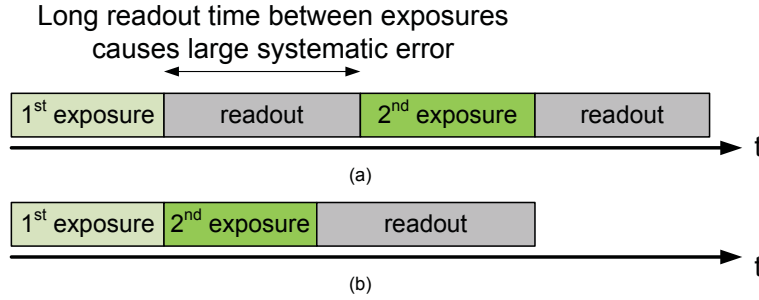 Long readout time between exposures
causes large systematic error
1st exposure readout 2nd exposure readout
t
(a)
1st exposure 2nd exposure readout
t
(b)